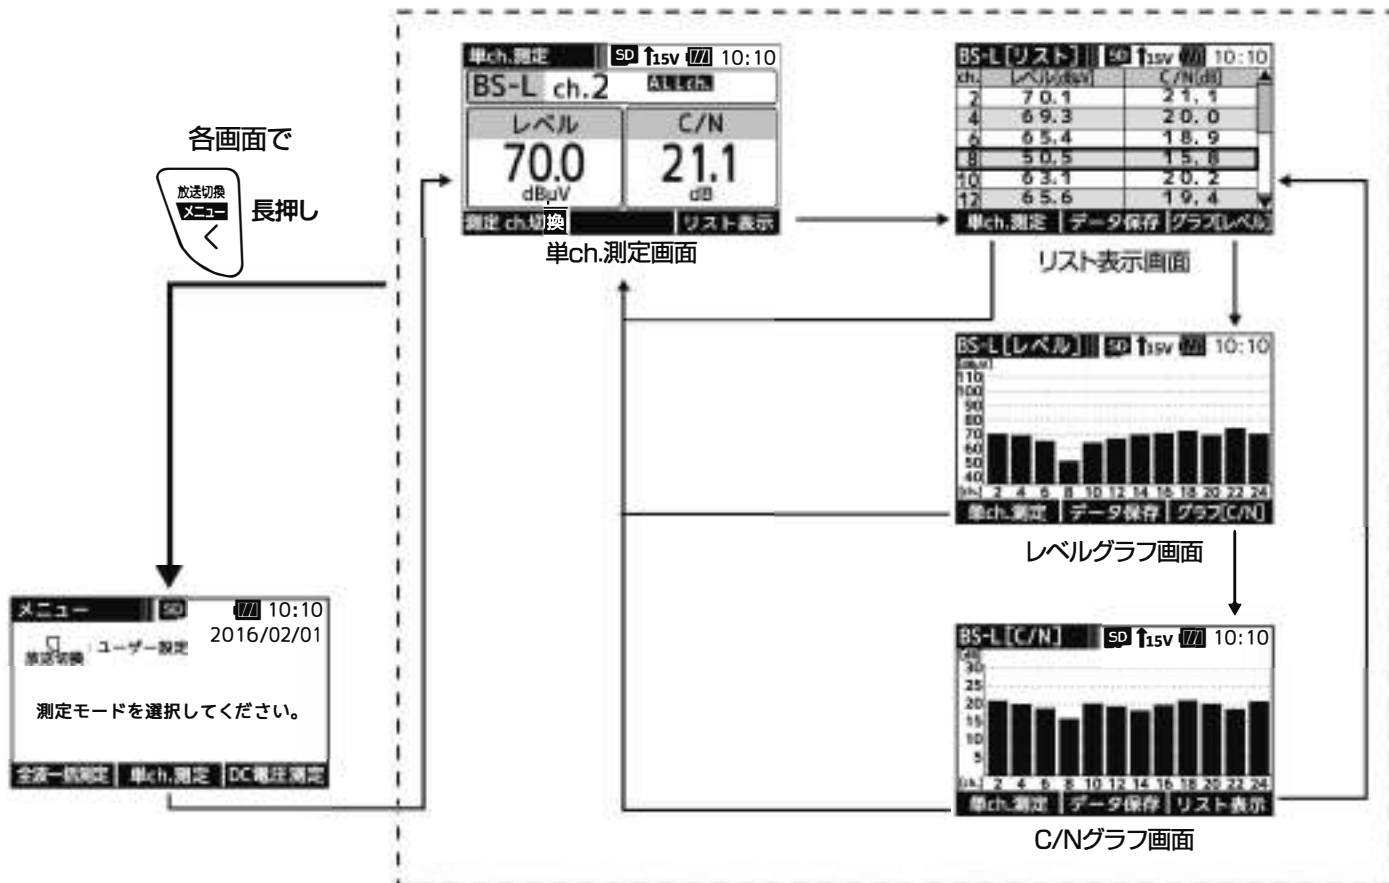 各画面で
放送切換
メニュー
長押し
単ch.測定 SD 15V 10:10
BS-L ch.2 ALLch.
レベル C/N
70.0 21.1
dBμV dB
測定 ch.切換 リスト表示
単ch.測定画面
BS-L [リスト] SD 15V 10:10
ch. レベル[dBμV] C/N[dB]
2 70.1 21.1
4 69.3 20.0
6 65.4 18.9
8 50.5 15.8
10 63.1 20.2
12 65.6 19.4
単ch.測定 データ保存 グラフ[レベル]
リスト表示画面
BS-L [レベル] SD 15V 10:10
[dBμV]
110
100
90
80
70
60
50
40
[ch.] 2 4 6 8 10 12 14 16 18 20 22 24
単ch.測定 データ保存 グラフ[C/N]
レベルグラフ画面
BS-L [C/N] SD 15V 10:10
[dB]
30
25
20
15
10
5
[ch.] 2 4 6 8 10 12 14 16 18 20 22 24
単ch.測定 データ保存 リスト表示
C/Nグラフ画面
メニュー SD 10:10
2016/02/01
放送切換 : ユーザー設定
測定モードを選択してください。
全波一括測定 単ch.測定 DC電圧測定